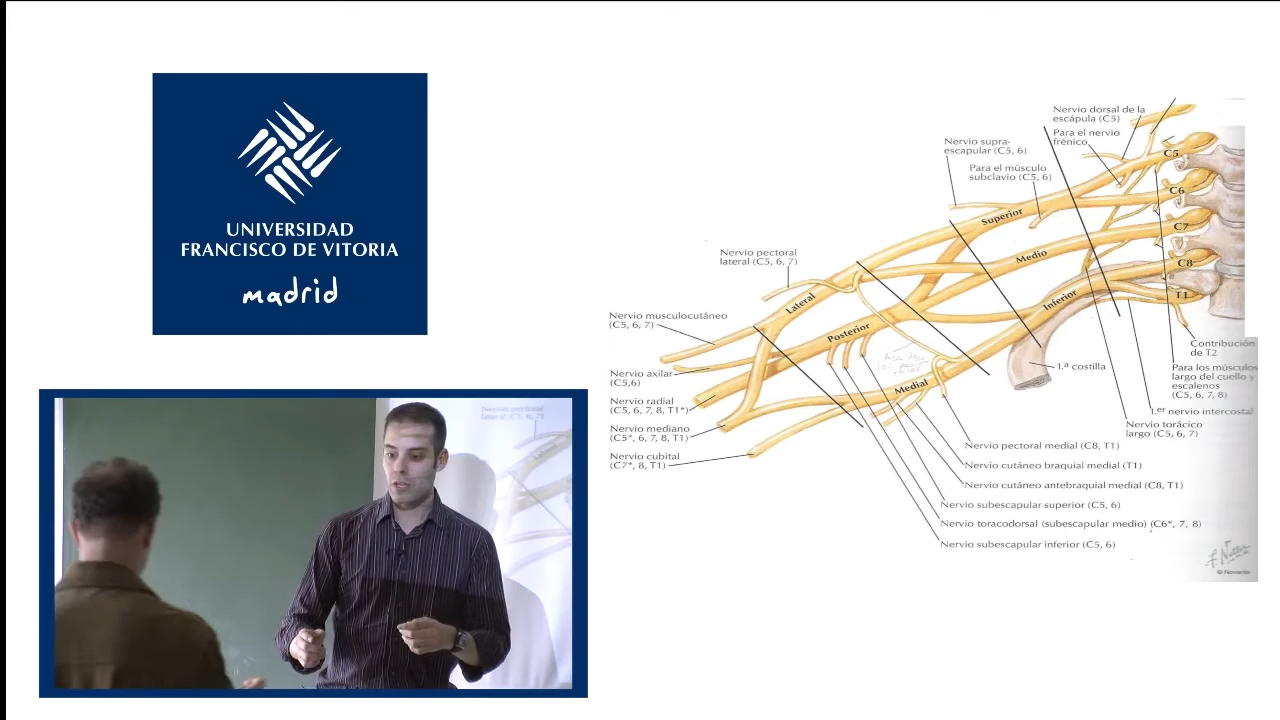 UNIVERSIDAD
FRANCISCO DE VITORIA
madrid
Nervio dorsal de la
escápula (C5)
Para el nervio
frénico
Nervio supra-
escapular (C5, 6)
Para el músculo
subclavio (C5, 6)
C5
C6
C7
C8
T1
Superior
Medio
Inferior
Nervio pectoral
lateral (C5, 6, 7)
Lateral
Posterior
Medial
Nervio musculocutáneo
(C5, 6, 7)
Nervio axilar
(C5,6)
Nervio radial
(C5, 6, 7, 8, T1*)
Nervio mediano
(C5*, 6, 7, 8, T1)
Nervio cubital
(C7*, 8, T1)
1.ª costilla
Contribución
de T2
Para los músculos
largo del cuello y
escalenos
(C5, 6, 7, 8)
1.er nervio intercostal
Nervio torácico
largo (C5, 6, 7)
Nervio pectoral medial (C8, T1)
Nervio cutáneo braquial medial (T1)
Nervio cutáneo antebraquial medial (C8, T1)
Nervio subescapular superior (C5, 6)
Nervio toracodorsal (subescapular medio) (C6*, 7, 8)
Nervio subescapular inferior (C5, 6)
F. Netter
© Novartis
Nervio pectoral
lateral (C5, 6, 7)